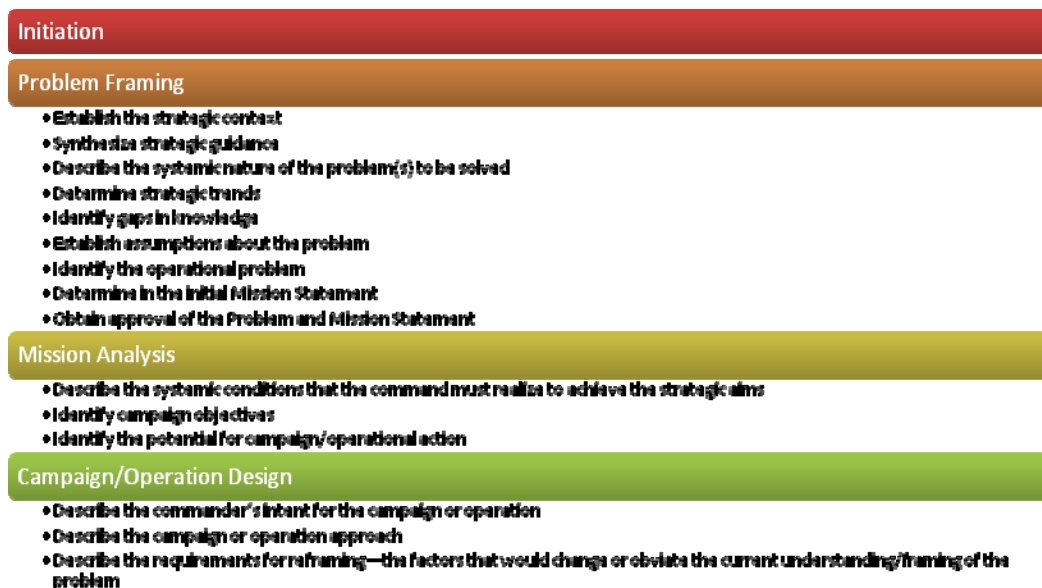 Initiation
Problem Framing
• Establish the strategic context
• Synthesize strategic guidance
• Describe the systemic nature of the problem(s) to be solved
• Determine strategic trends
• Identify gaps in knowledge
• Establish assumptions about the problem
• Identify the operational problem
• Determine in the initial Mission Statement
• Obtain approval of the Problem and Mission Statement
Mission Analysis
• Describe the systemic conditions that the command must realize to achieve the strategic aims
• Identify campaign objectives
• Identify the potential for campaign/operational action
Campaign/Operation Design
• Describe the commander's intent for the campaign or operation
• Describe the campaign or operation approach
• Describe the requirements for reframing—the factors that would change or obviate the current understanding/framing of the
problem